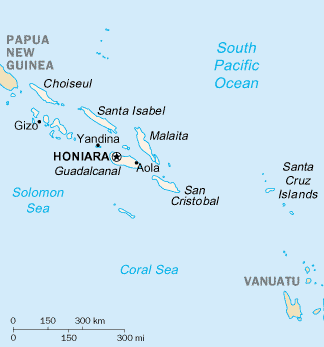 PAPUA
NEW
GUINEA
South
Pacific
Ocean
Choiseul
Santa Isabel
Gizo
Yandina
Malaita
HONIARA
Aola
Guadalcanal
Santa
Cruz
Islands
San
Cristobal
Solomon
Sea
Coral Sea
VANUATU
0 150 300 km
0 150 300 mi